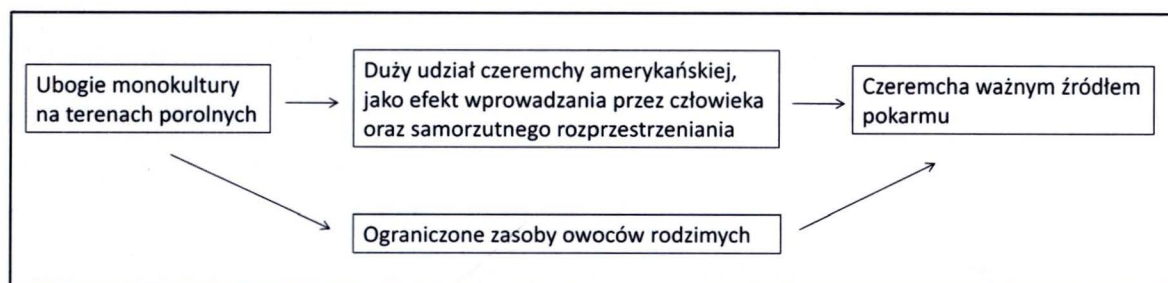 Ubogie monokultury
na terenach porolnych
Duży udział czeremchy amerykańskiej,
jako efekt wprowadzania przez człowieka
oraz samorzutnego rozprzestrzeniania
Czeremcha ważnym źródłem
pokarmu
Ograniczone zasoby owoców rodzimych